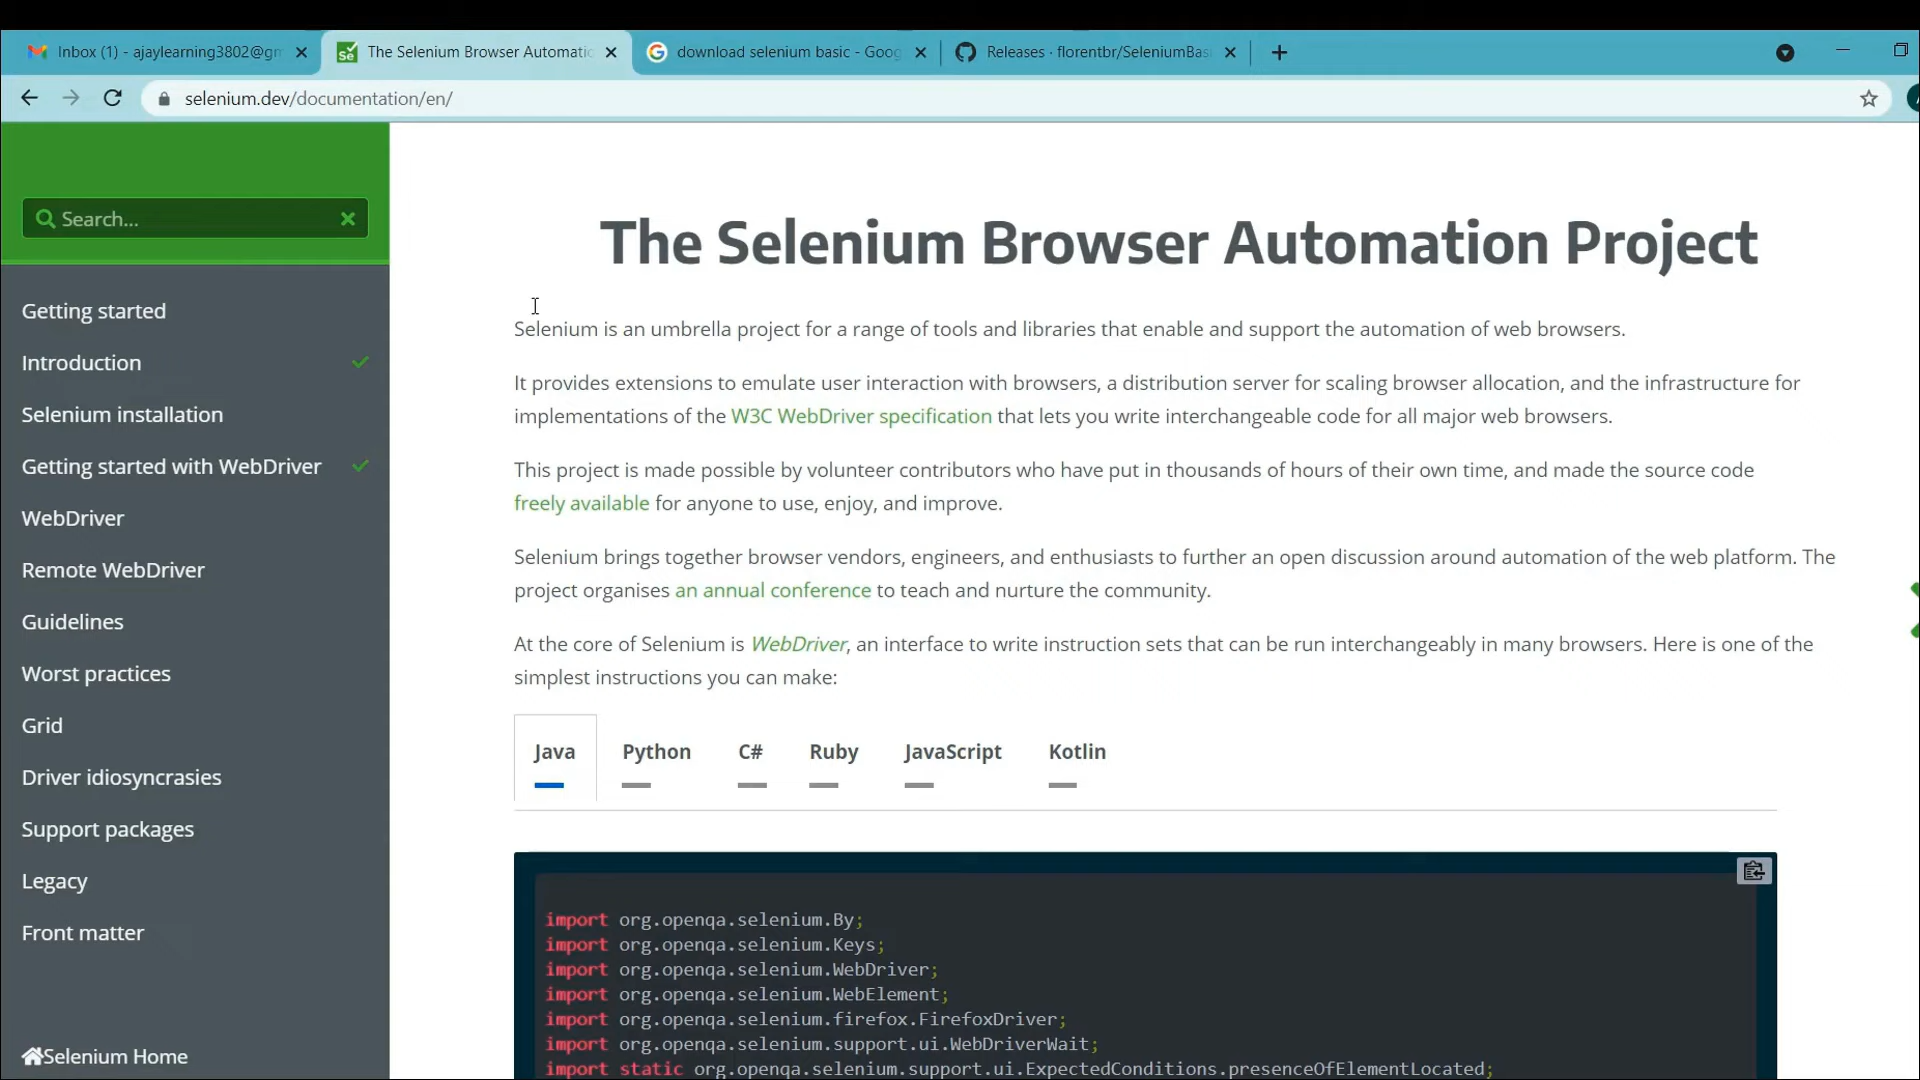 Inbox (1) - ajaylearning3802@gm
The Selenium Browser Automatic
download selenium basic - Goog
Releases · florentbr/SeleniumBas
selenium.dev/documentation/en/
Search...
Getting started
Introduction
Selenium installation
Getting started with WebDriver
WebDriver
Remote WebDriver
Guidelines
Worst practices
Grid
Driver idiosyncrasies
Support packages
Legacy
Front matter
Selenium Home
The Selenium Browser Automation Project
Selenium is an umbrella project for a range of tools and libraries that enable and support the automation of web browsers.
It provides extensions to emulate user interaction with browsers, a distribution server for scaling browser allocation, and the infrastructure for
implementations of the W3C WebDriver specification that lets you write interchangeable code for all major web browsers.
This project is made possible by volunteer contributors who have put in thousands of hours of their own time, and made the source code
freely available for anyone to use, enjoy, and improve.
Selenium brings together browser vendors, engineers, and enthusiasts to further an open discussion around automation of the web platform. The
project organises an annual conference to teach and nurture the community.
At the core of Selenium is WebDriver, an interface to write instruction sets that can be run interchangeably in many browsers. Here is one of the
simplest instructions you can make:
Java Python C# Ruby JavaScript Kotlin
import org.openqa.selenium.By;
import org.openqa.selenium.Keys;
import org.openqa.selenium.WebDriver;
import org.openqa.selenium.WebElement;
import org.openqa.selenium.firefox.FirefoxDriver;
import org.openqa.selenium.support.ui.WebDriverWait;
import static org.openqa.selenium.support.ui.ExpectedConditions.presenceOfElementLocated;